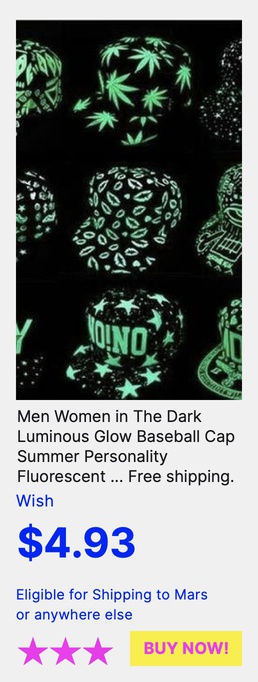 NO!NO
Men Women in The Dark
Luminous Glow Baseball Cap
Summer Personality
Fluorescent ... Free shipping.
Wish
$4.93
Eligible for Shipping to Mars
or anywhere else
BUY NOW!